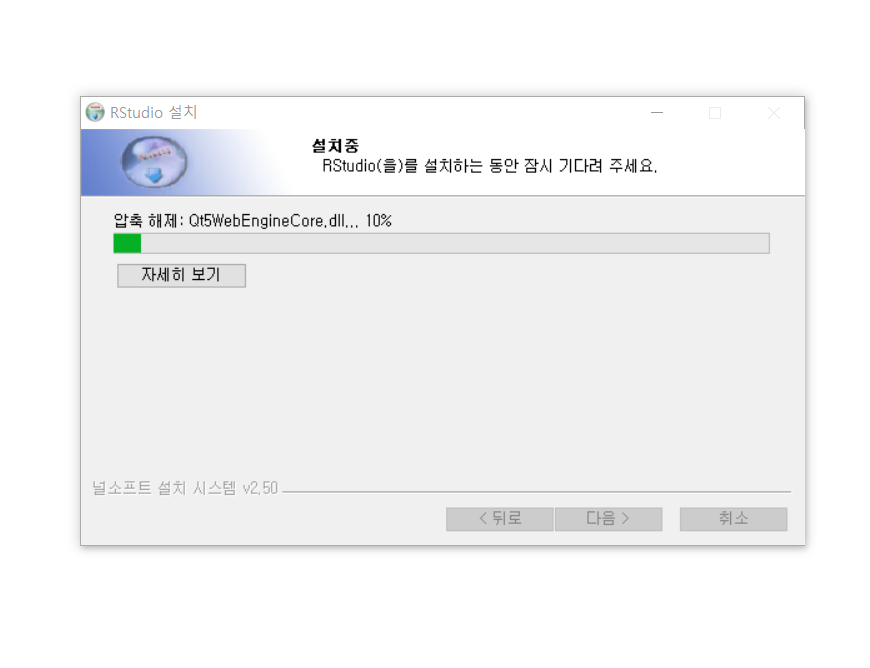 RStudio 설치
설치중
RStudio(을)를 설치하는 동안 잠시 기다려 주세요.
압축 해제: Qt5WebEngineCore.dll... 10%
자세히 보기
널소프트 설치 시스템 v2.50
< 뒤로
다음 >
취소